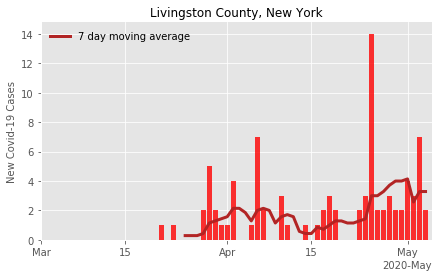 Livingston County, New York
7 day moving average
New Covid-19 Cases
14
12
10
8
6
4
2
0
Mar
15
Apr
15
May
2020-May